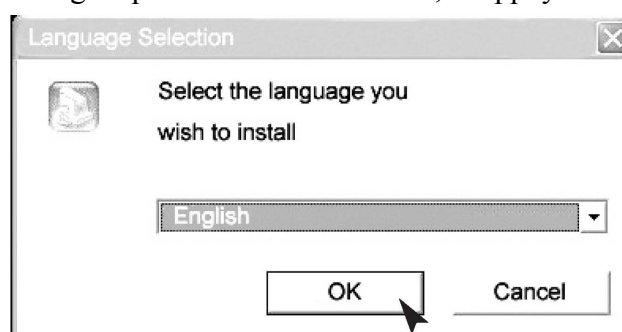 Language Selection
Select the language you
wish to install
English
OK
Cancel